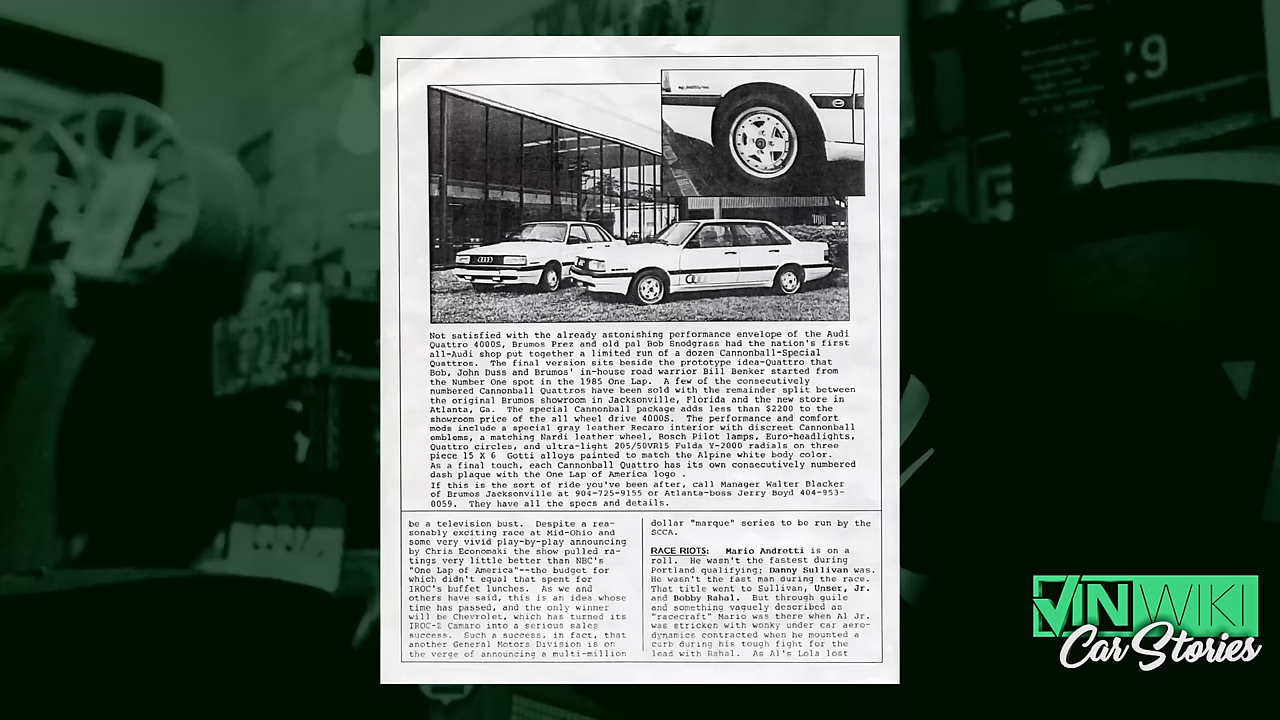 Not satisfied with the already astonishing performance envelope of the Audi
Quattro 4000S, Brumos Prez and old pal Bob Snodgrass had the nation's first
all-Audi shop put together a limited run of a dozen Cannonball-Special
Quattros. The final version sits beside the prototype idea-Quattro that
Bob, John Duss and Brumos' in-house road warrior Bill Benker started from
the Number One spot in the 1985 One Lap. A few of the consecutively
numbered Cannonball Quattros have been sold with the remainder split between
the original Brumos showroom in Jacksonville, Florida and the new store in
Atlanta, Ga. The special Cannonball package adds less than $2200 to the
showroom price of the all wheel drive 4000S. The performance and comfort
mods include a special gray leather Recaro interior with discreet Cannonball
emblems, a matching Nardi leather wheel, Bosch Pilot lamps, Euro-headlights,
Quattro circles, and ultra-light 205/50VR15 Fulda Y-2000 radials on three
piece 15 X 6 Gotti alloys painted to match the Alpine white body color.
As a final touch, each Cannonball Quattro has its own consecutively numbered
dash plaque with the One Lap of America logo .
If this is the sort of ride you've been after, call Manager Walter Blacker
of Brumos Jacksonville at 904-725-9155 or Atlanta-boss Jerry Boyd 404-953-
0059. They have all the specs and details.
be a television bust. Despite a rea-
sonably exciting race at Mid-Ohio and
some very vivid play-by-play announcing
by Chris Economaki the show pulled ra-
tings very little better than NBC's
"One Lap of America"--the budget for
which didn't equal that spent for
IROC's buffet lunches. As we and
others have said, this is an idea whose
time has passed, and the only winner
will be Chevrolet, which has turned its
IROC-Z Camaro into a serious sales
success. Such a success, in fact, that
another General Motors Division is on
the verge of announcing a multi-million
dollar "marque" series to be run by the
SCCA.
RACE RIOTS: Mario Andretti is on a
roll. He wasn't the fastest during
Portland qualifying; Danny Sullivan was.
He wasn't the fast man during the race.
That title went to Sullivan, Unser, Jr.
and Bobby Rahal. But through guile
and something vaguely described as
"racecraft" Mario was there when Al Jr.
was stricken with wonky under car aero-
dynamics contracted when he mounted a
curb during his tough fight for the
lead with Rahal. As Al's Lola lost
:9
VINWIKI
Car Stories